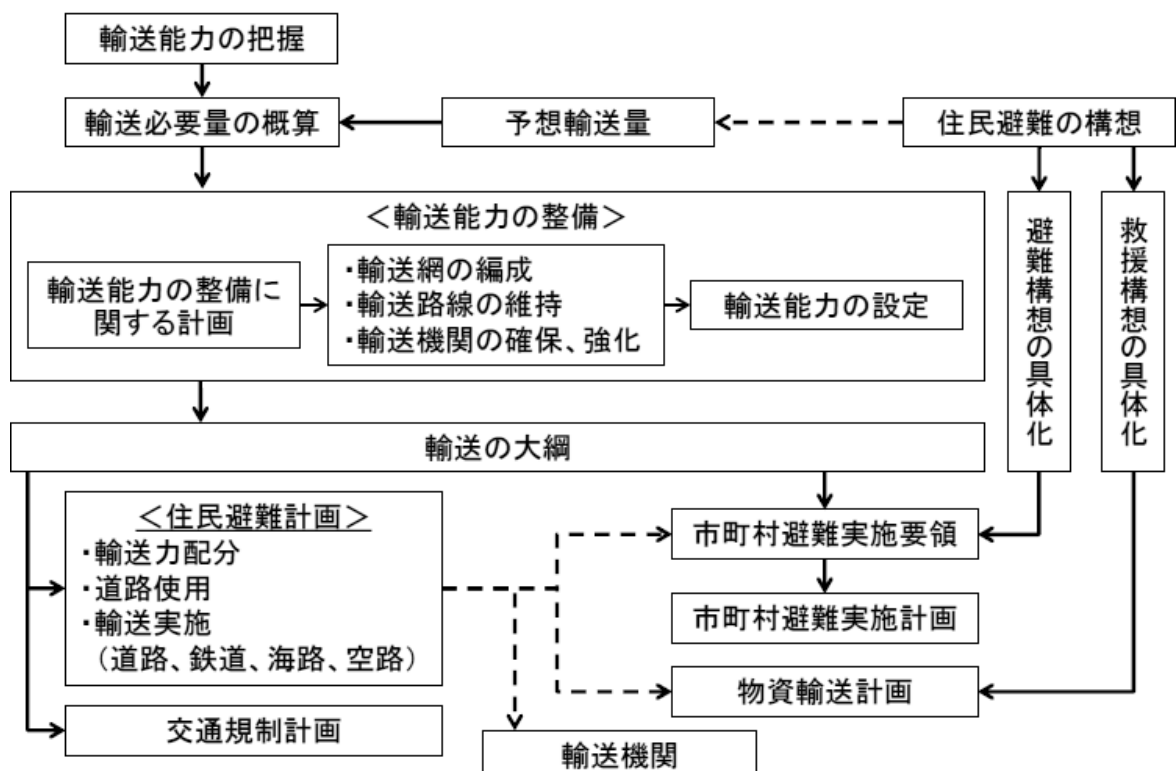 輸送能力の把握
輸送必要量の概算
予想輸送量
住民避難の構想
＜輸送能力の整備＞
輸送能力の整備に
関する計画
・輸送網の編成
・輸送路線の維持
・輸送機関の確保、強化
輸送能力の設定
避難構想の具体化
救援構想の具体化
輸送の大綱
＜住民避難計画＞
・輸送力配分
・道路使用
・輸送実施
（道路、鉄道、海路、空路）
市町村避難実施要領
市町村避難実施計画
物資輸送計画
交通規制計画
輸送機関